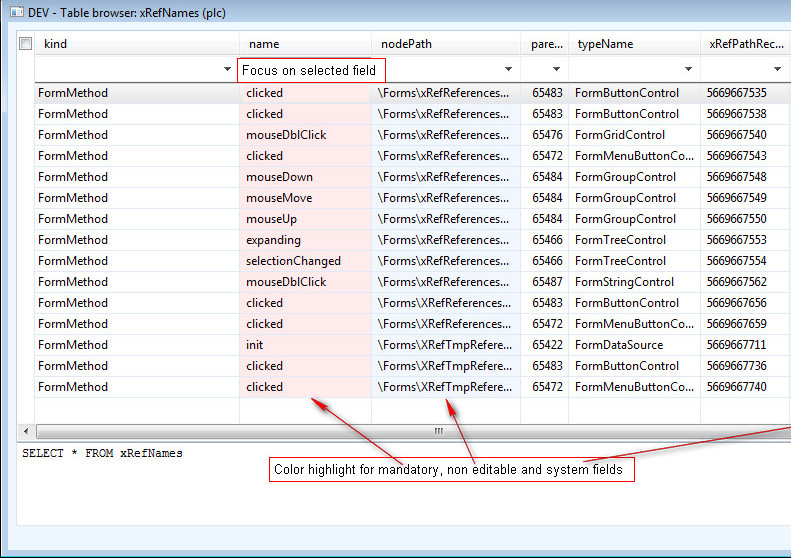 DEV - Table browser: xRefNames (plc)
kind name nodePath pare... typeName xRefPathRec...
Focus on selected field
FormMethod clicked \Forms\xRefReferences... 65483 FormButtonControl 5669667535
FormMethod clicked \Forms\xRefReferences... 65483 FormButtonControl 5669667538
FormMethod mouseDblClick \Forms\xRefReferences... 65476 FormGridControl 5669667540
FormMethod clicked \Forms\xRefReferences... 65472 FormMenuButtonCo... 5669667543
FormMethod mouseDown \Forms\xRefReferences... 65484 FormGroupControl 5669667548
FormMethod mouseMove \Forms\xRefReferences... 65484 FormGroupControl 5669667549
FormMethod mouseUp \Forms\xRefReferences... 65484 FormGroupControl 5669667550
FormMethod expanding \Forms\xRefReferences... 65466 FormTreeControl 5669667553
FormMethod selectionChanged \Forms\xRefReferences... 65466 FormTreeControl 5669667554
FormMethod mouseDblClick \Forms\xRefReferences... 65487 FormStringControl 5669667562
FormMethod clicked \Forms\XRefReferences... 65483 FormButtonControl 5669667656
FormMethod clicked \Forms\XRefReferences... 65472 FormMenuButtonCo... 5669667659
FormMethod init \Forms\XRefTmpRefere... 65422 FormDataSource 5669667711
FormMethod clicked \Forms\XRefTmpRefere... 65483 FormButtonControl 5669667736
FormMethod clicked \Forms\XRefTmpRefere... 65472 FormMenuButtonCo... 5669667740
SELECT * FROM xRefNames
Color highlight for mandatory, non editable and system fields